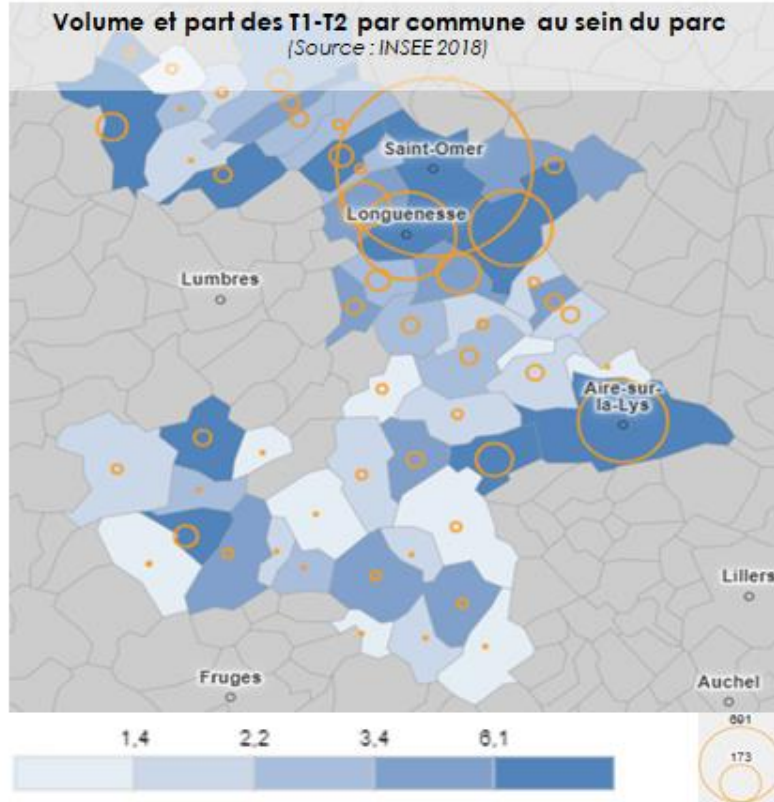 Volume et part des T1-T2 par commune au sein du parc
(Source : INSEE 2018)
Saint-Omer
Longuenesse
Lumbres
Aire-sur-
la-Lys
Lillers
Fruges
Auchel
1,4 2,2 3,4 6,1
691
173